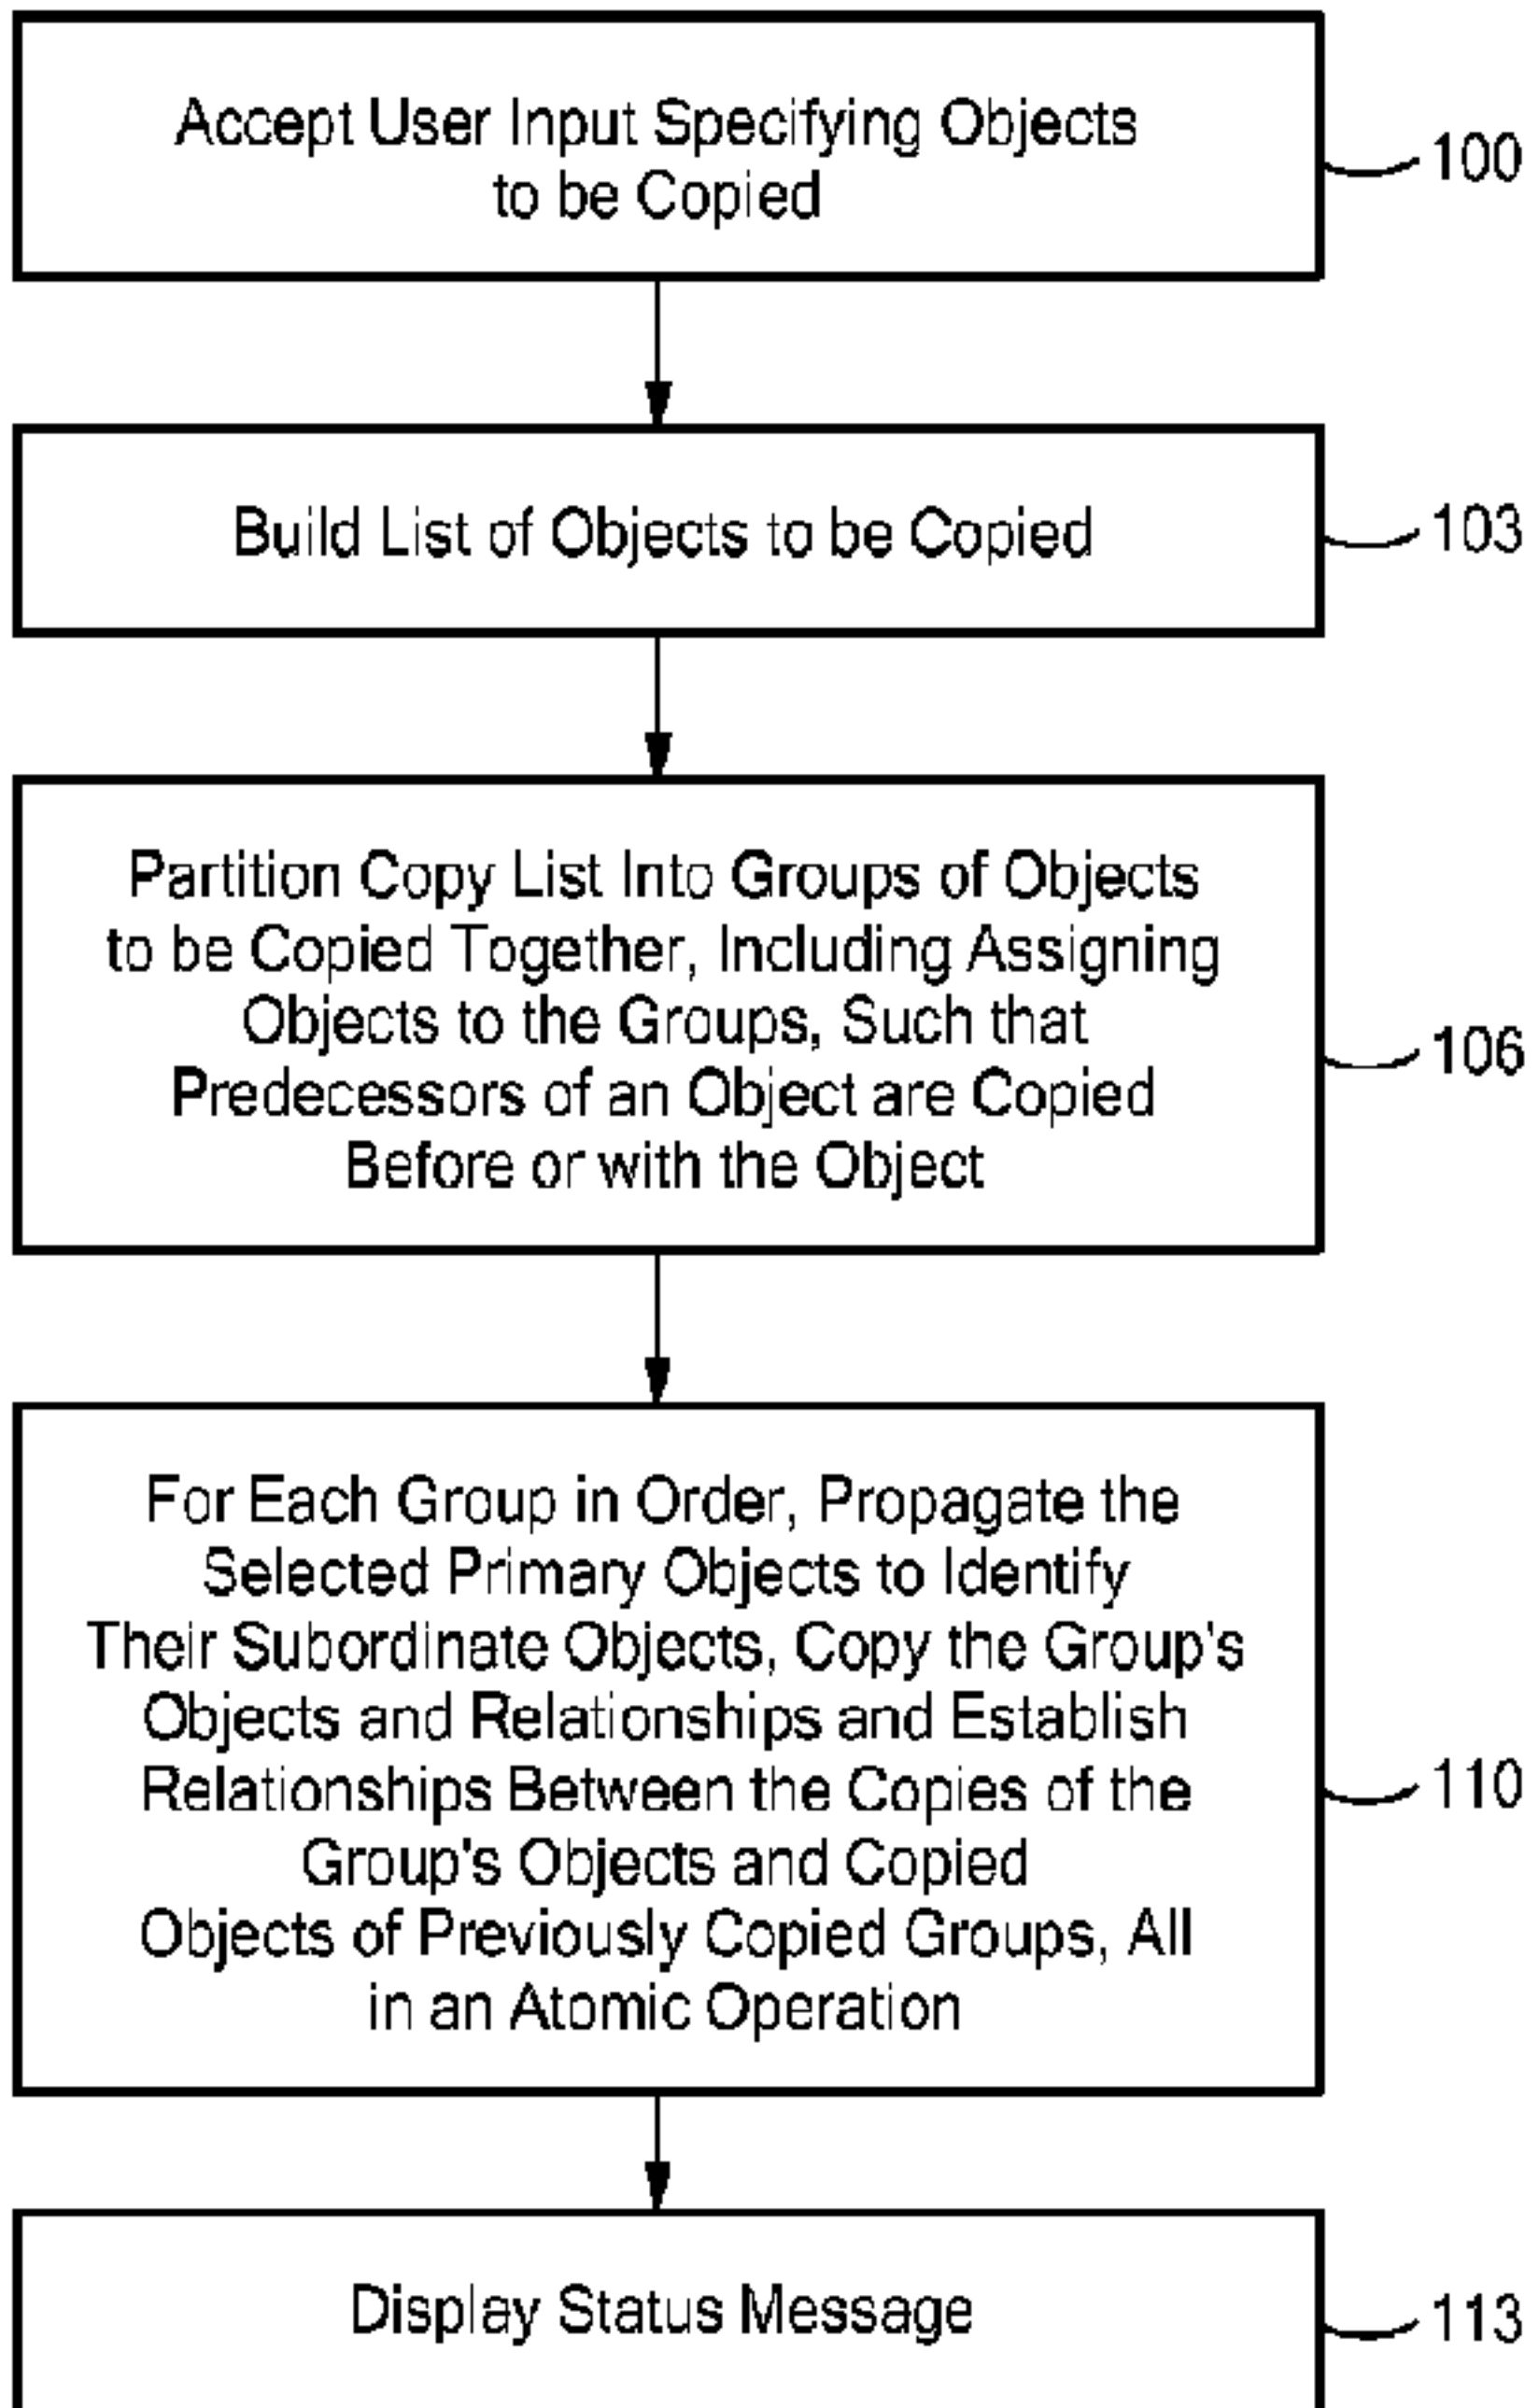 Accept User Input Specifying Objects
to be Copied
100
Build List of Objects to be Copied
103
Partition Copy List Into Groups of Objects
to be Copied Together, Including Assigning
Objects to the Groups, Such that
Predecessors of an Object are Copied
Before or with the Object
106
For Each Group in Order, Propagate the
Selected Primary Objects to Identify
Their Subordinate Objects, Copy the Group's
Objects and Relationships and Establish
Relationships Between the Copies of the
Group's Objects and Copied
Objects of Previously Copied Groups, All
in an Atomic Operation
110
Display Status Message
113